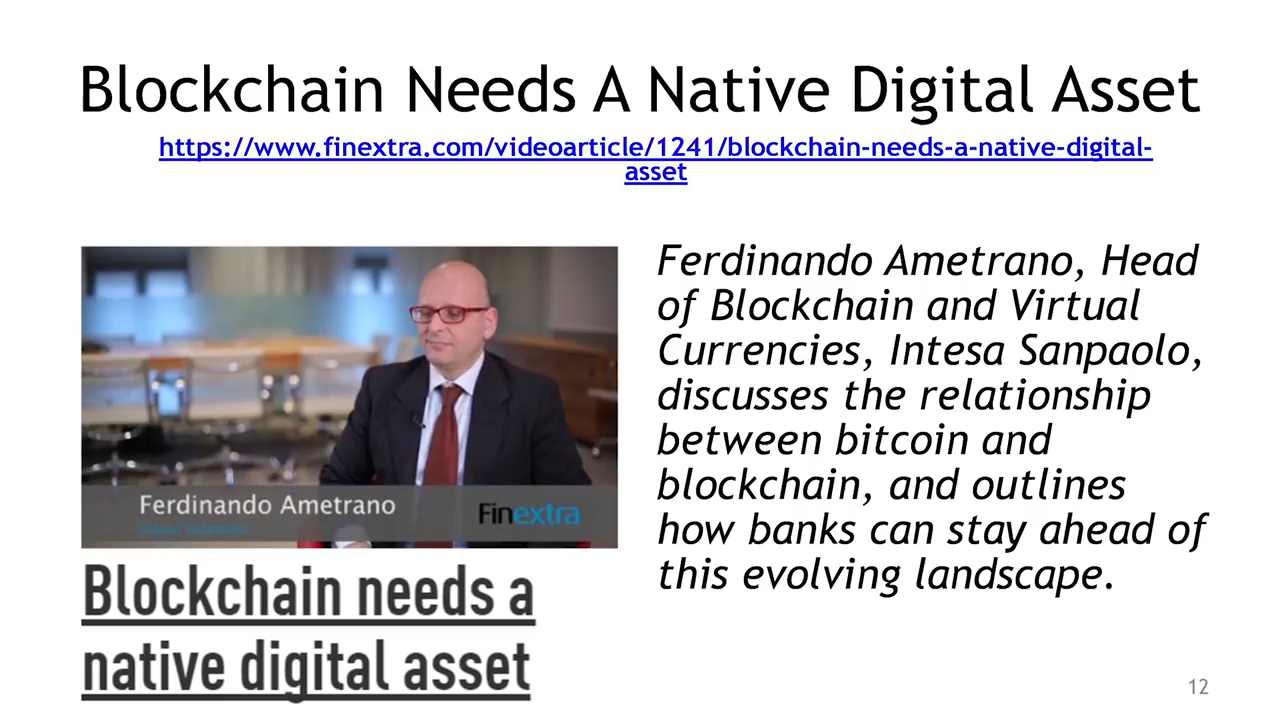 Blockchain Needs A Native Digital Asset
https://www.finextra.com/videoarticle/1241/blockchain-needs-a-native-digital-
asset
Ferdinando Ametrano
Finextra
Blockchain needs a
native digital asset
Ferdinando Ametrano, Head
of Blockchain and Virtual
Currencies, Intesa Sanpaolo,
discusses the relationship
between bitcoin and
blockchain, and outlines
how banks can stay ahead of
this evolving landscape.
12